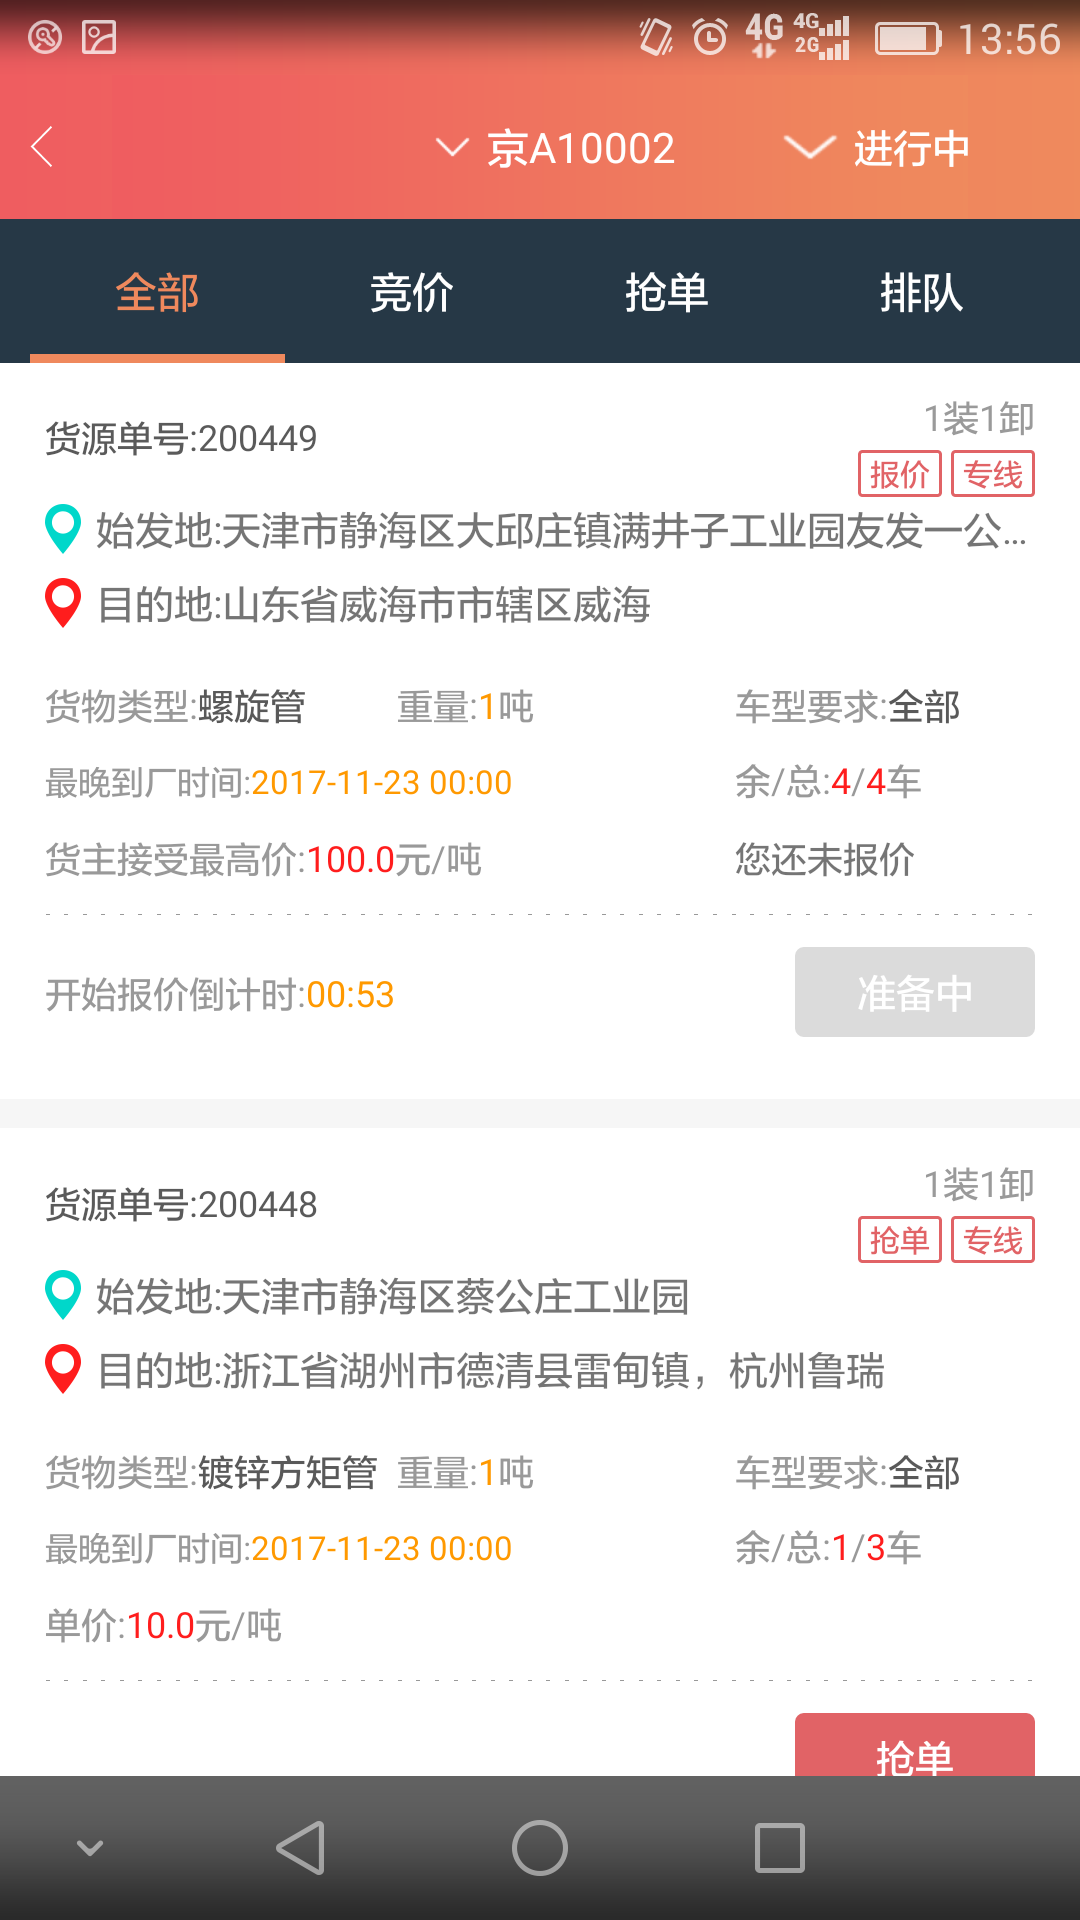 4G 4G 2G 13:56
京A10002 进行中
全部 竞价 抢单 排队
货源单号:200449 1装1卸
报价 专线
始发地:天津市静海区大邱庄镇满井子工业园友发一公...
目的地:山东省威海市市辖区威海
货物类型:螺旋管 重量:1吨 车型要求:全部
最晚到厂时间:2017-11-23 00:00 余/总:4/4车
货主接受最高价:100.0元/吨 您还未报价
开始报价倒计时:00:53 准备中
货源单号:200448 1装1卸
抢单 专线
始发地:天津市静海区蔡公庄工业园
目的地:浙江省湖州市德清县雷甸镇，杭州鲁瑞
货物类型:镀锌方矩管 重量:1吨 车型要求:全部
最晚到厂时间:2017-11-23 00:00 余/总:1/3车
单价:10.0元/吨
抢单